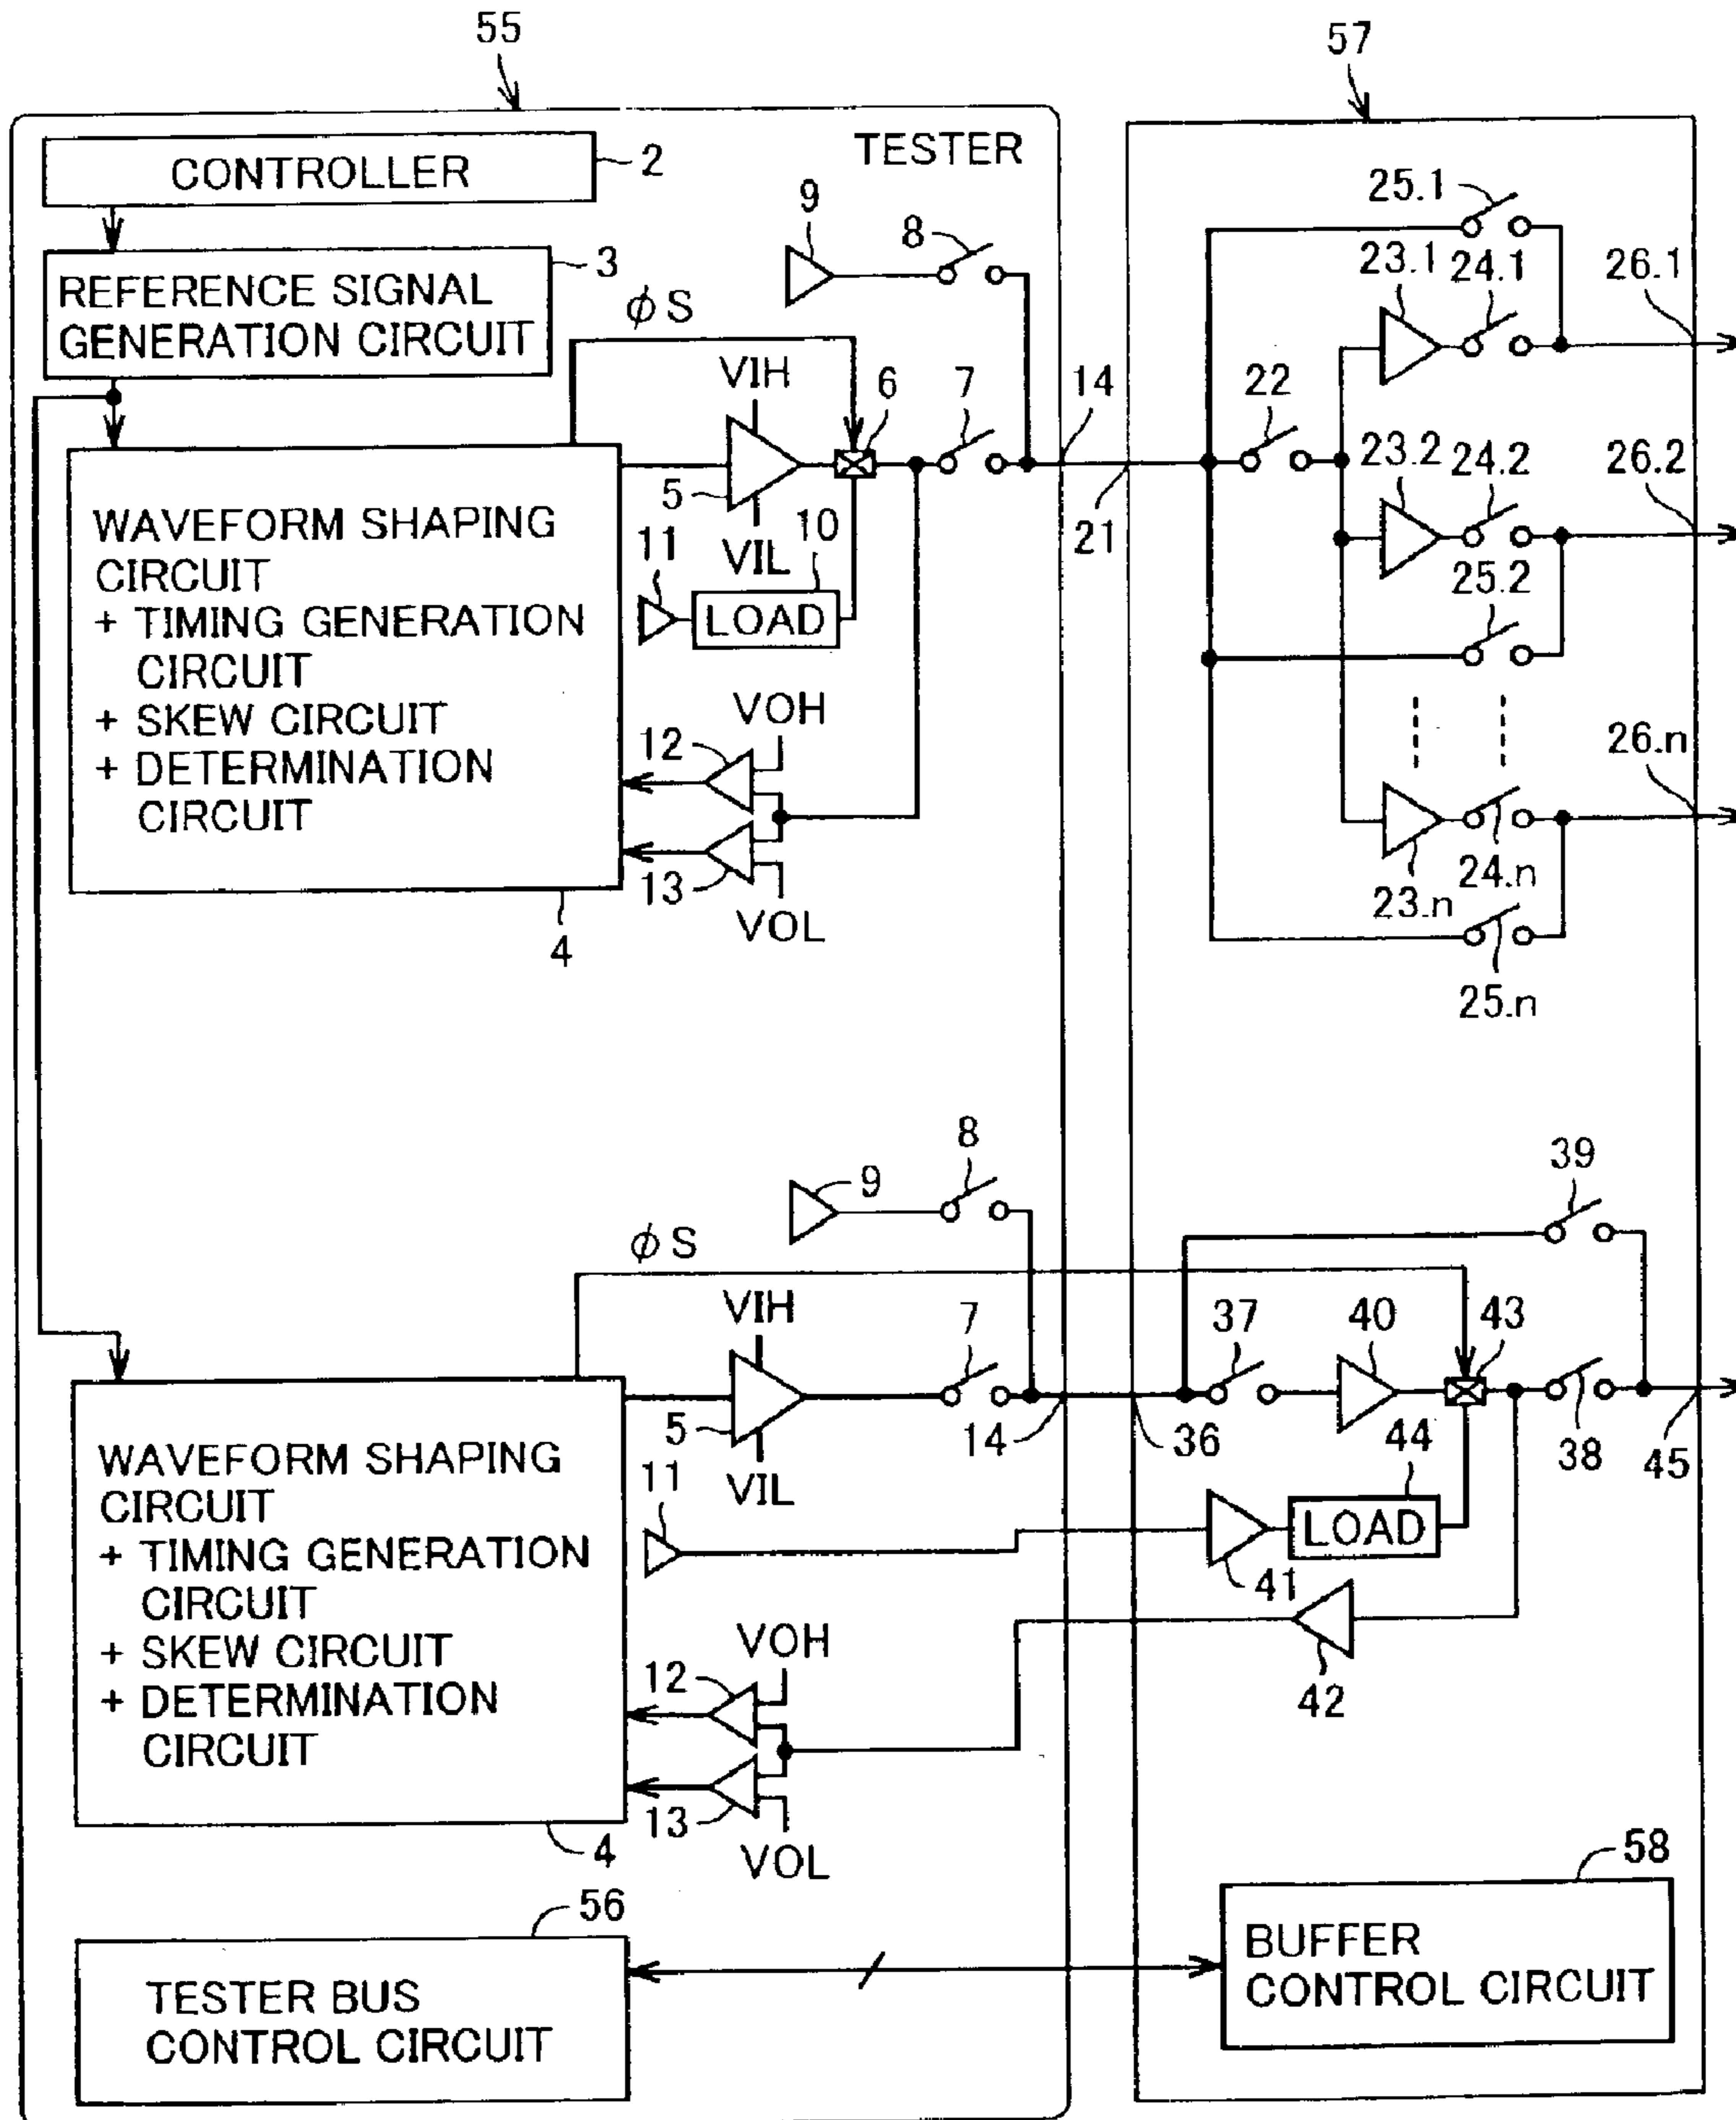 55
57
TESTER
CONTROLLER
2
REFERENCE SIGNAL
GENERATION CIRCUIT
3
9
8
φS
VIH
6
7
14
5
VIL
10
11
LOAD
21
WAVEFORM SHAPING
CIRCUIT
+ TIMING GENERATION
CIRCUIT
+ SKEW CIRCUIT
+ DETERMINATION
CIRCUIT
VOH
12
13
VOL
4
25.1
23.1
24.1
26.1
22
23.2
24.2
26.2
25.2
26.n
24.n
23.n
25.n
8
9
39
φS
VIH
7
37
40
43
5
14
36
44
38
45
VIL
11
LOAD
41
WAVEFORM SHAPING
CIRCUIT
+ TIMING GENERATION
CIRCUIT
+ SKEW CIRCUIT
+ DETERMINATION
CIRCUIT
VOH
12
42
13
VOL
4
58
56
TESTER BUS
CONTROL CIRCUIT
BUFFER
CONTROL CIRCUIT